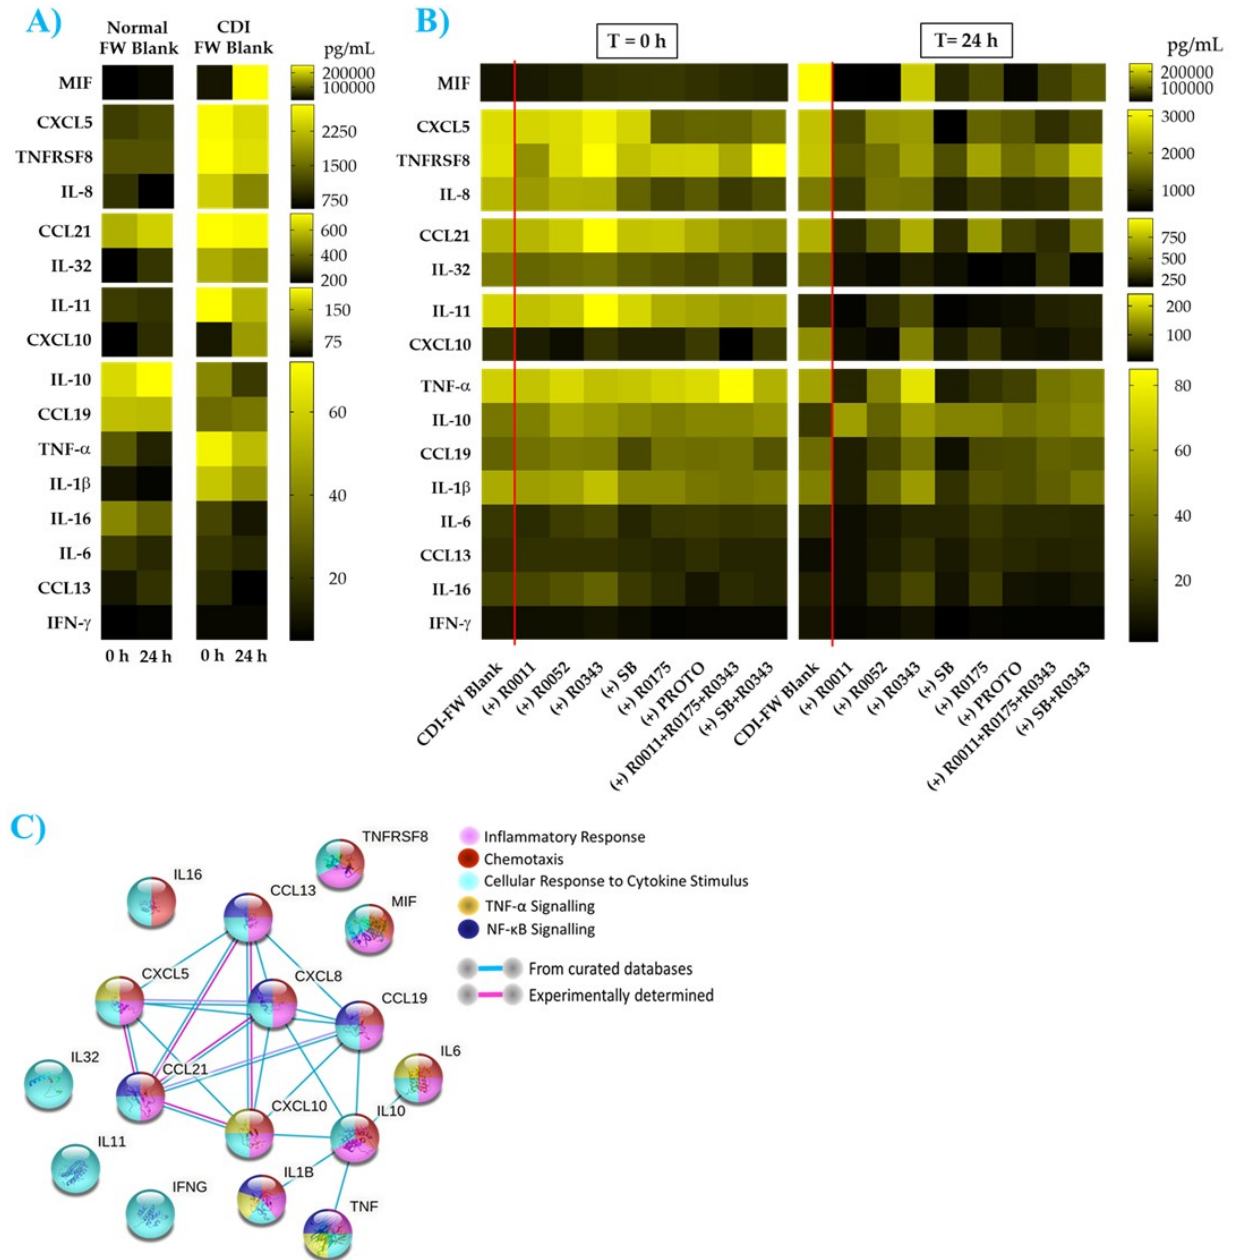 A)
Normal
FW Blank
CDI
FW Blank
pg/mL
MIF
200000
100000
CXCL5
TNFRSF8
IL-8
2250
1500
750
CCL21
IL-32
600
400
200
IL-11
CXCL10
150
75
IL-10
CCL19
TNF-α
IL-1β
IL-16
IL-6
CCL13
IFN-γ
60
40
20
0 h 24 h
0 h 24 h
B)
T = 0 h
T= 24 h
pg/mL
MIF
200000
100000
CXCL5
TNFRSF8
IL-8
3000
2000
1000
CCL21
IL-32
750
500
250
IL-11
CXCL10
200
100
TNF-α
IL-10
CCL19
IL-1β
IL-6
CCL13
IL-16
IFN-γ
80
60
40
20
CDI-FW Blank
(+) R0011
(+) R0052
(+) R0343
(+) SB
(+) R0175
(+) PROTO
(+) R0011+R0175+R0343
(+) SB+R0343
CDI-FW Blank
(+) R0011
(+) R0052
(+) R0343
(+) SB
(+) R0175
(+) PROTO
(+) R0011+R0175+R0343
(+) SB+R0343
C)
TNFRSF8
IL16
CCL13
MIF
CXCL5
CXCL8
CCL19
IL32
CCL21
IL6
CXCL10
IL10
IL11
IFNG
IL1B
TNF
Inflammatory Response
Chemotaxis
Cellular Response to Cytokine Stimulus
TNF-α Signalling
NF-κB Signalling
From curated databases
Experimentally determined